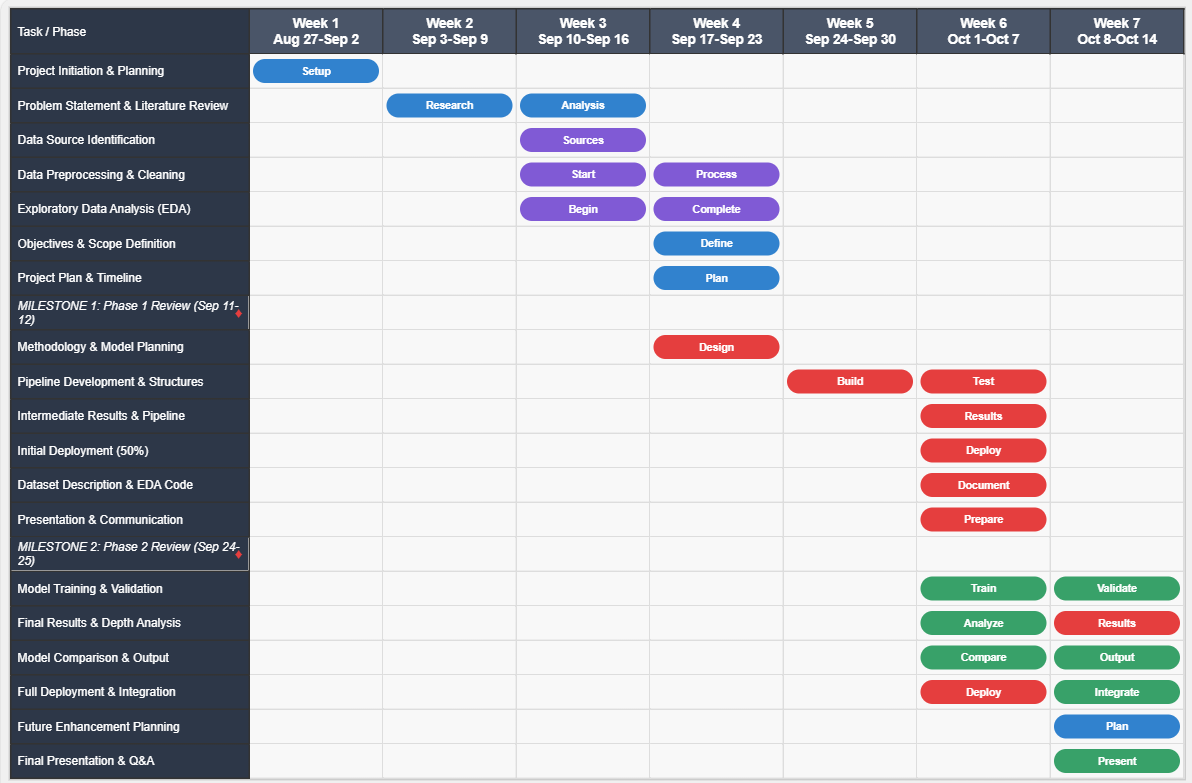 Task / Phase
Week 1
Aug 27-Sep 2
Week 2
Sep 3-Sep 9
Week 3
Sep 10-Sep 16
Week 4
Sep 17-Sep 23
Week 5
Sep 24-Sep 30
Week 6
Oct 1-Oct 7
Week 7
Oct 8-Oct 14
Project Initiation & Planning
Setup
Problem Statement & Literature Review
Research
Analysis
Data Source Identification
Sources
Data Preprocessing & Cleaning
Start
Process
Exploratory Data Analysis (EDA)
Begin
Complete
Objectives & Scope Definition
Define
Project Plan & Timeline
Plan
MILESTONE 1: Phase 1 Review (Sep 11-
12)
Methodology & Model Planning
Design
Pipeline Development & Structures
Build
Test
Intermediate Results & Pipeline
Results
Initial Deployment (50%)
Deploy
Dataset Description & EDA Code
Document
Presentation & Communication
Prepare
MILESTONE 2: Phase 2 Review (Sep 24-
25)
Model Training & Validation
Train
Validate
Final Results & Depth Analysis
Analyze
Results
Model Comparison & Output
Compare
Output
Full Deployment & Integration
Deploy
Integrate
Future Enhancement Planning
Plan
Final Presentation & Q&A
Present